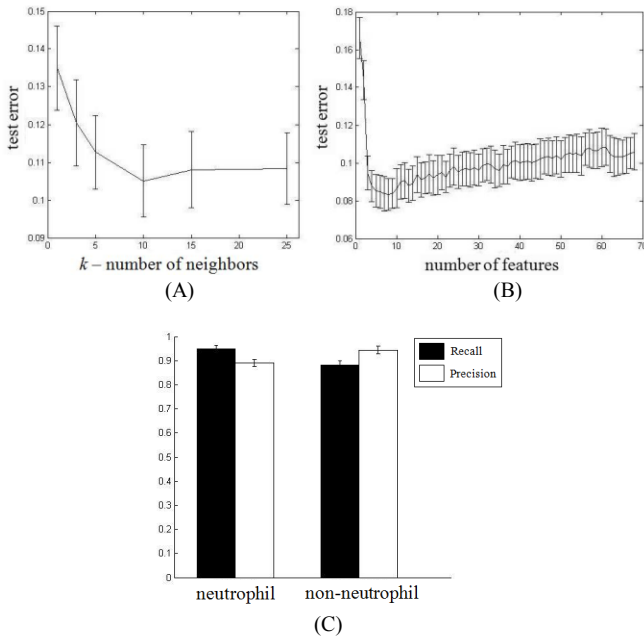 0.15
0.14
0.13
0.12
0.11
0.1
0.09
test error
0 5 10 15 20 25
k – number of neighbors
(A)
0.18
0.16
0.14
0.12
0.1
0.08
0.06
test error
0 10 20 30 40 50 60 70
number of features
(B)
1
0.9
0.8
0.7
0.6
0.5
0.4
0.3
0.2
0.1
0
Recall
Precision
neutrophil non-neutrophil
(C)